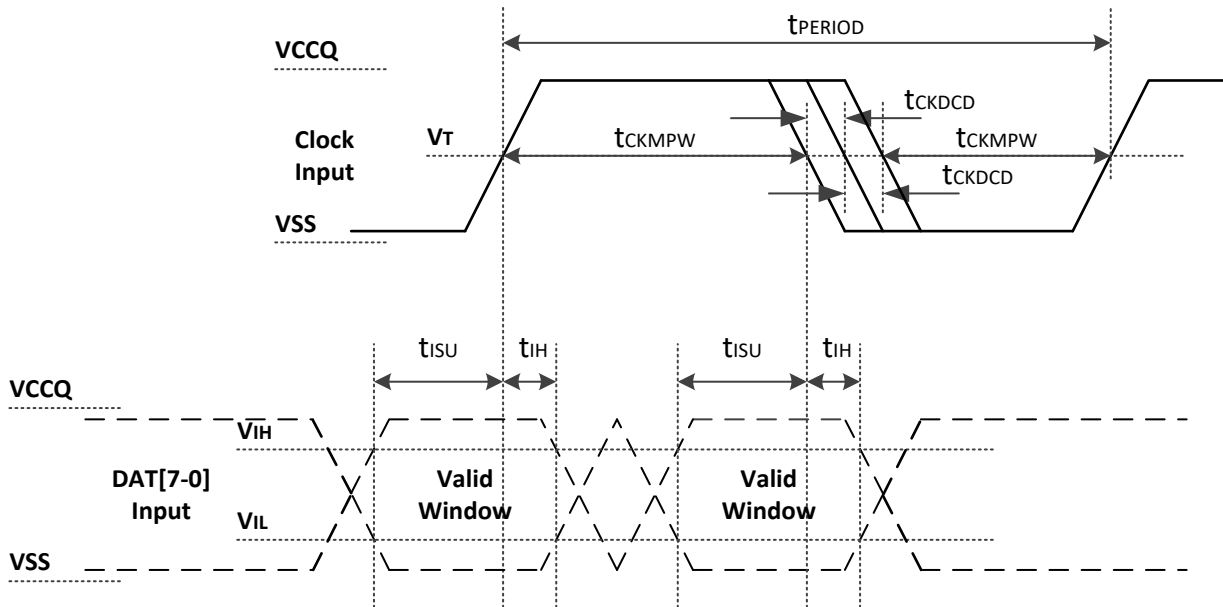 tPERIOD
VCCQ
tCKDCD
Clock
Input
VT
tCKMPW
tCKMPW
tCKDCD
VSS
tISU
tIH
tISU
tIH
VCCQ
VIH
DAT[7-0]
Input
Valid
Window
Valid
Window
VIL
VSS